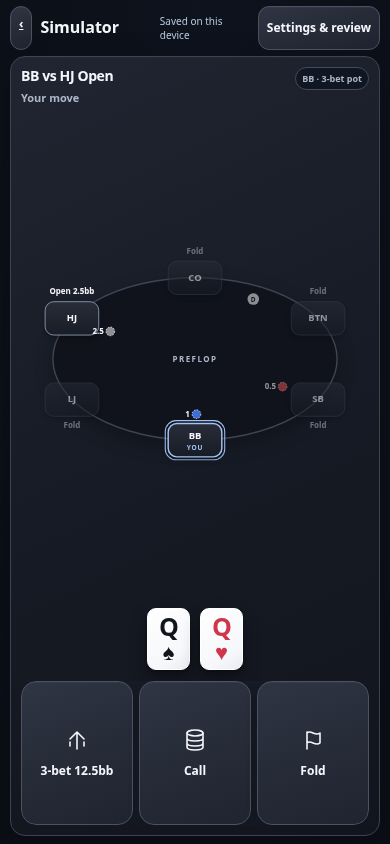 ‹ Simulator
Saved on this
device
Settings & review
BB vs HJ Open
BB · 3-bet pot
Your move
Fold
CO
Open 2.5bb
D
Fold
HJ
BTN
2.5
PREFLOP
0.5
LJ
SB
1
Fold
BB
YOU
Fold
Q♠
Q♥
3-bet 12.5bb
Call
Fold